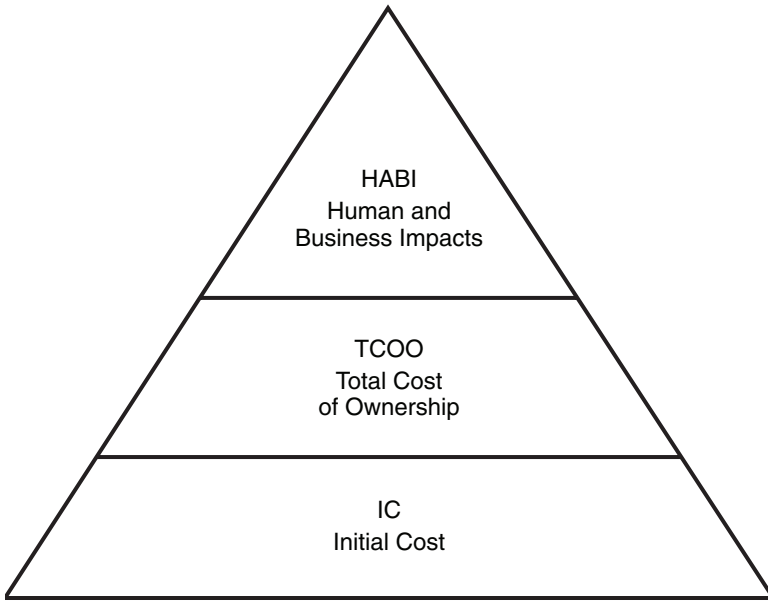 HABI
Human and
Business Impacts
TCOO
Total Cost
of Ownership
IC
Initial Cost